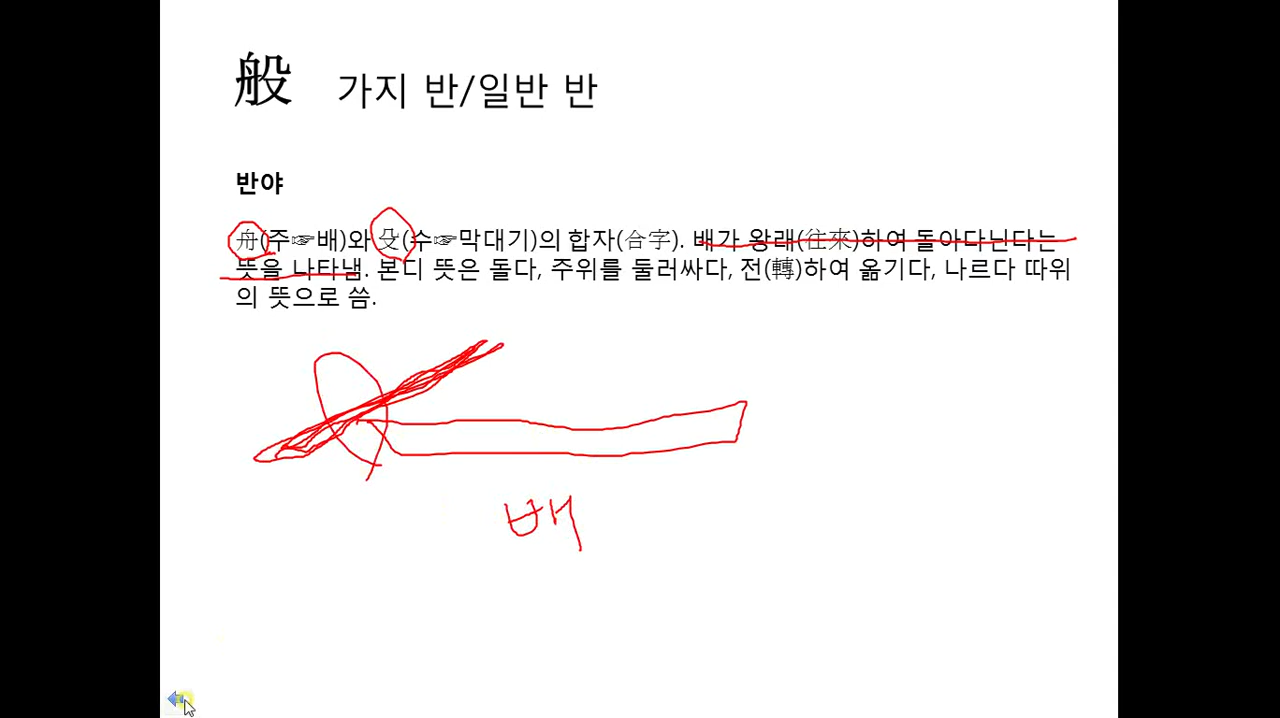 般 가지 반/일반 반
반야
舟(주☞배)와 殳(수☞막대기)의 합자(合字). 배가 왕래(往來)하여 돌아다닌다는
뜻을 나타냄. 본디 뜻은 돌다, 주위를 둘러싸다, 전(轉)하여 옮기다, 나르다 따위
의 뜻으로 씀.
배